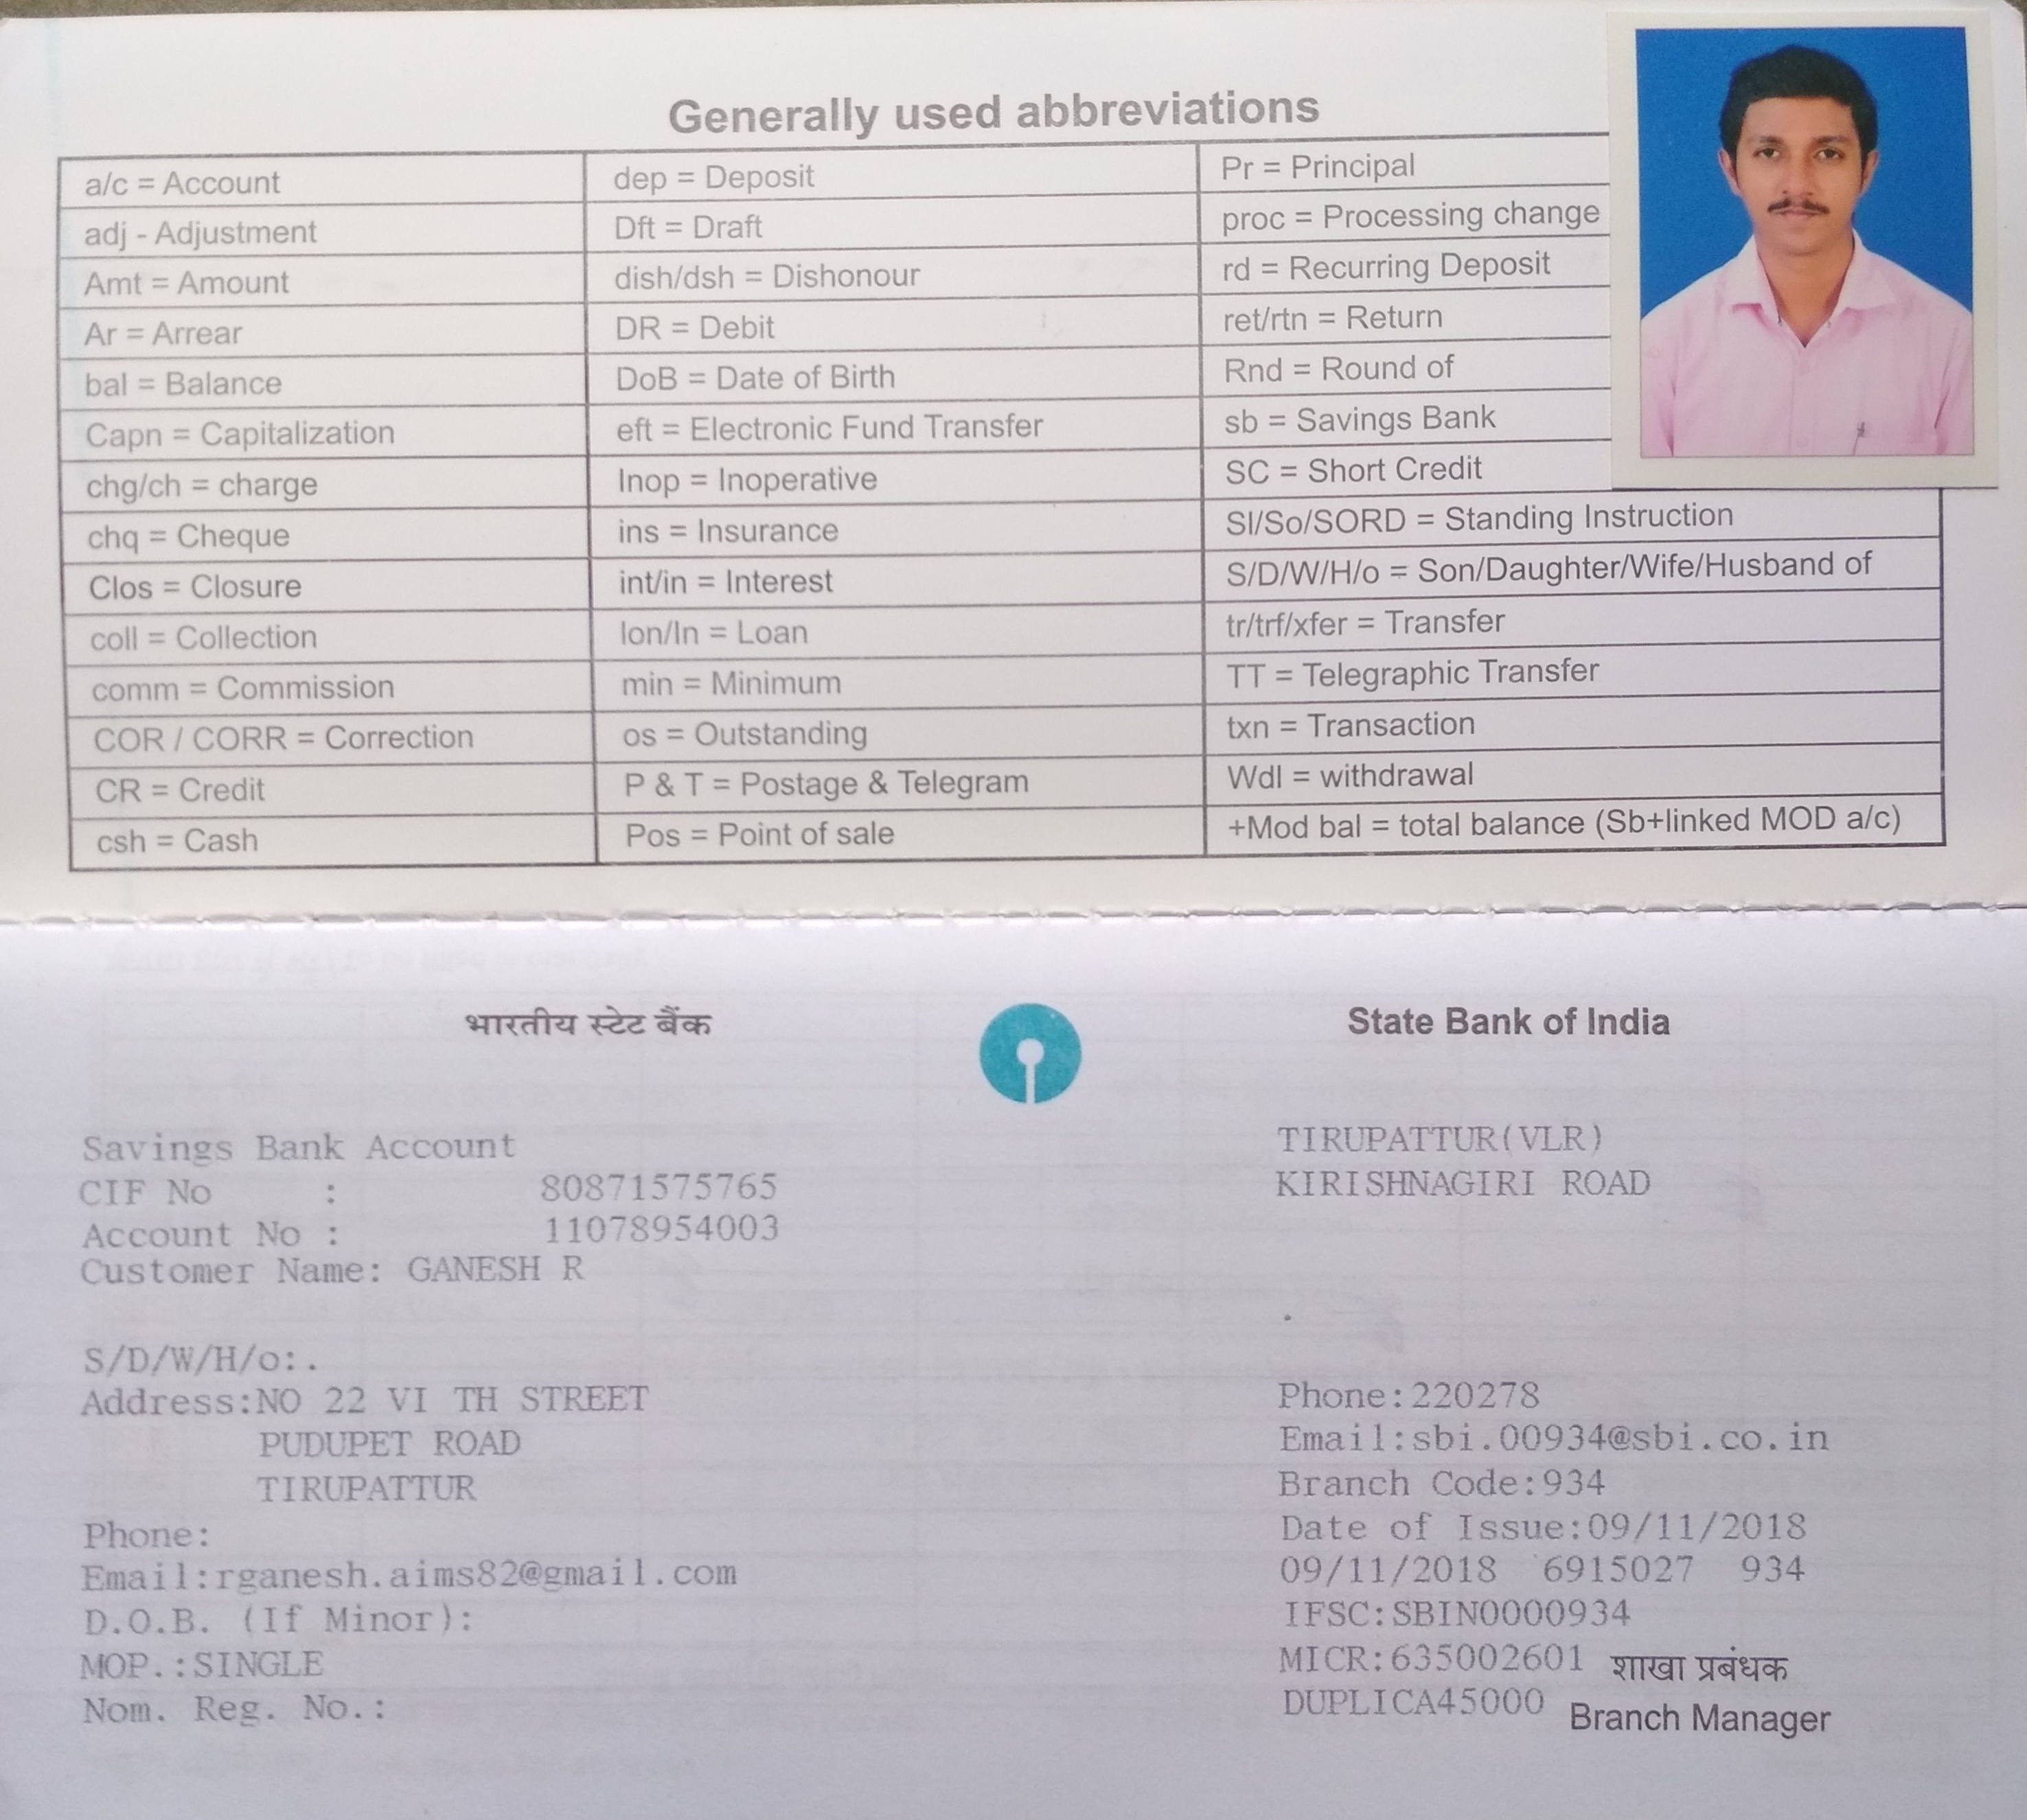 Generally used abbreviations
a/c = Account
adj - Adjustment
Amt = Amount
Ar = Arrear
bal = Balance
Capn = Capitalization
chg/ch = charge
chq = Cheque
Clos = Closure
coll = Collection
comm = Commission
COR / CORR = Correction
CR = Credit
csh = Cash
dep = Deposit
Dft = Draft
dish/dsh = Dishonour
DR = Debit
DoB = Date of Birth
eft = Electronic Fund Transfer
Inop = Inoperative
ins = Insurance
int/in = Interest
lon/ln = Loan
min = Minimum
os = Outstanding
P & T = Postage & Telegram
Pos = Point of sale
Pr = Principal
proc = Processing change
rd = Recurring Deposit
ret/rtn = Return
Rnd = Round of
sb = Savings Bank
SC = Short Credit
SI/So/SORD = Standing Instruction
S/D/W/H/o = Son/Daughter/Wife/Husband of
tr/trf/xfer = Transfer
TT = Telegraphic Transfer
txn = Transaction
Wdl = withdrawal
+Mod bal = total balance (Sb+linked MOD a/c)
भारतीय स्टेट बैंक
State Bank of India
Savings Bank Account
CIF No : 80871575765
Account No : 11078954003
Customer Name: GANESH R
S/D/W/H/o:.
Address:NO 22 VI TH STREET
PUDUPET ROAD
TIRUPATTUR
Phone:
Email:rganesh.aims82@gmail.com
D.O.B. (If Minor):
MOP.:SINGLE
Nom. Reg. No.:
TIRUPATTUR(VLR)
KIRISHNAGIRI ROAD
.
Phone:220278
Email:sbi.00934@sbi.co.in
Branch Code:934
Date of Issue:09/11/2018
09/11/2018 6915027 934
IFSC:SBIN0000934
MICR:635002601 शाखा प्रबंधक
DUPLICA45000 Branch Manager